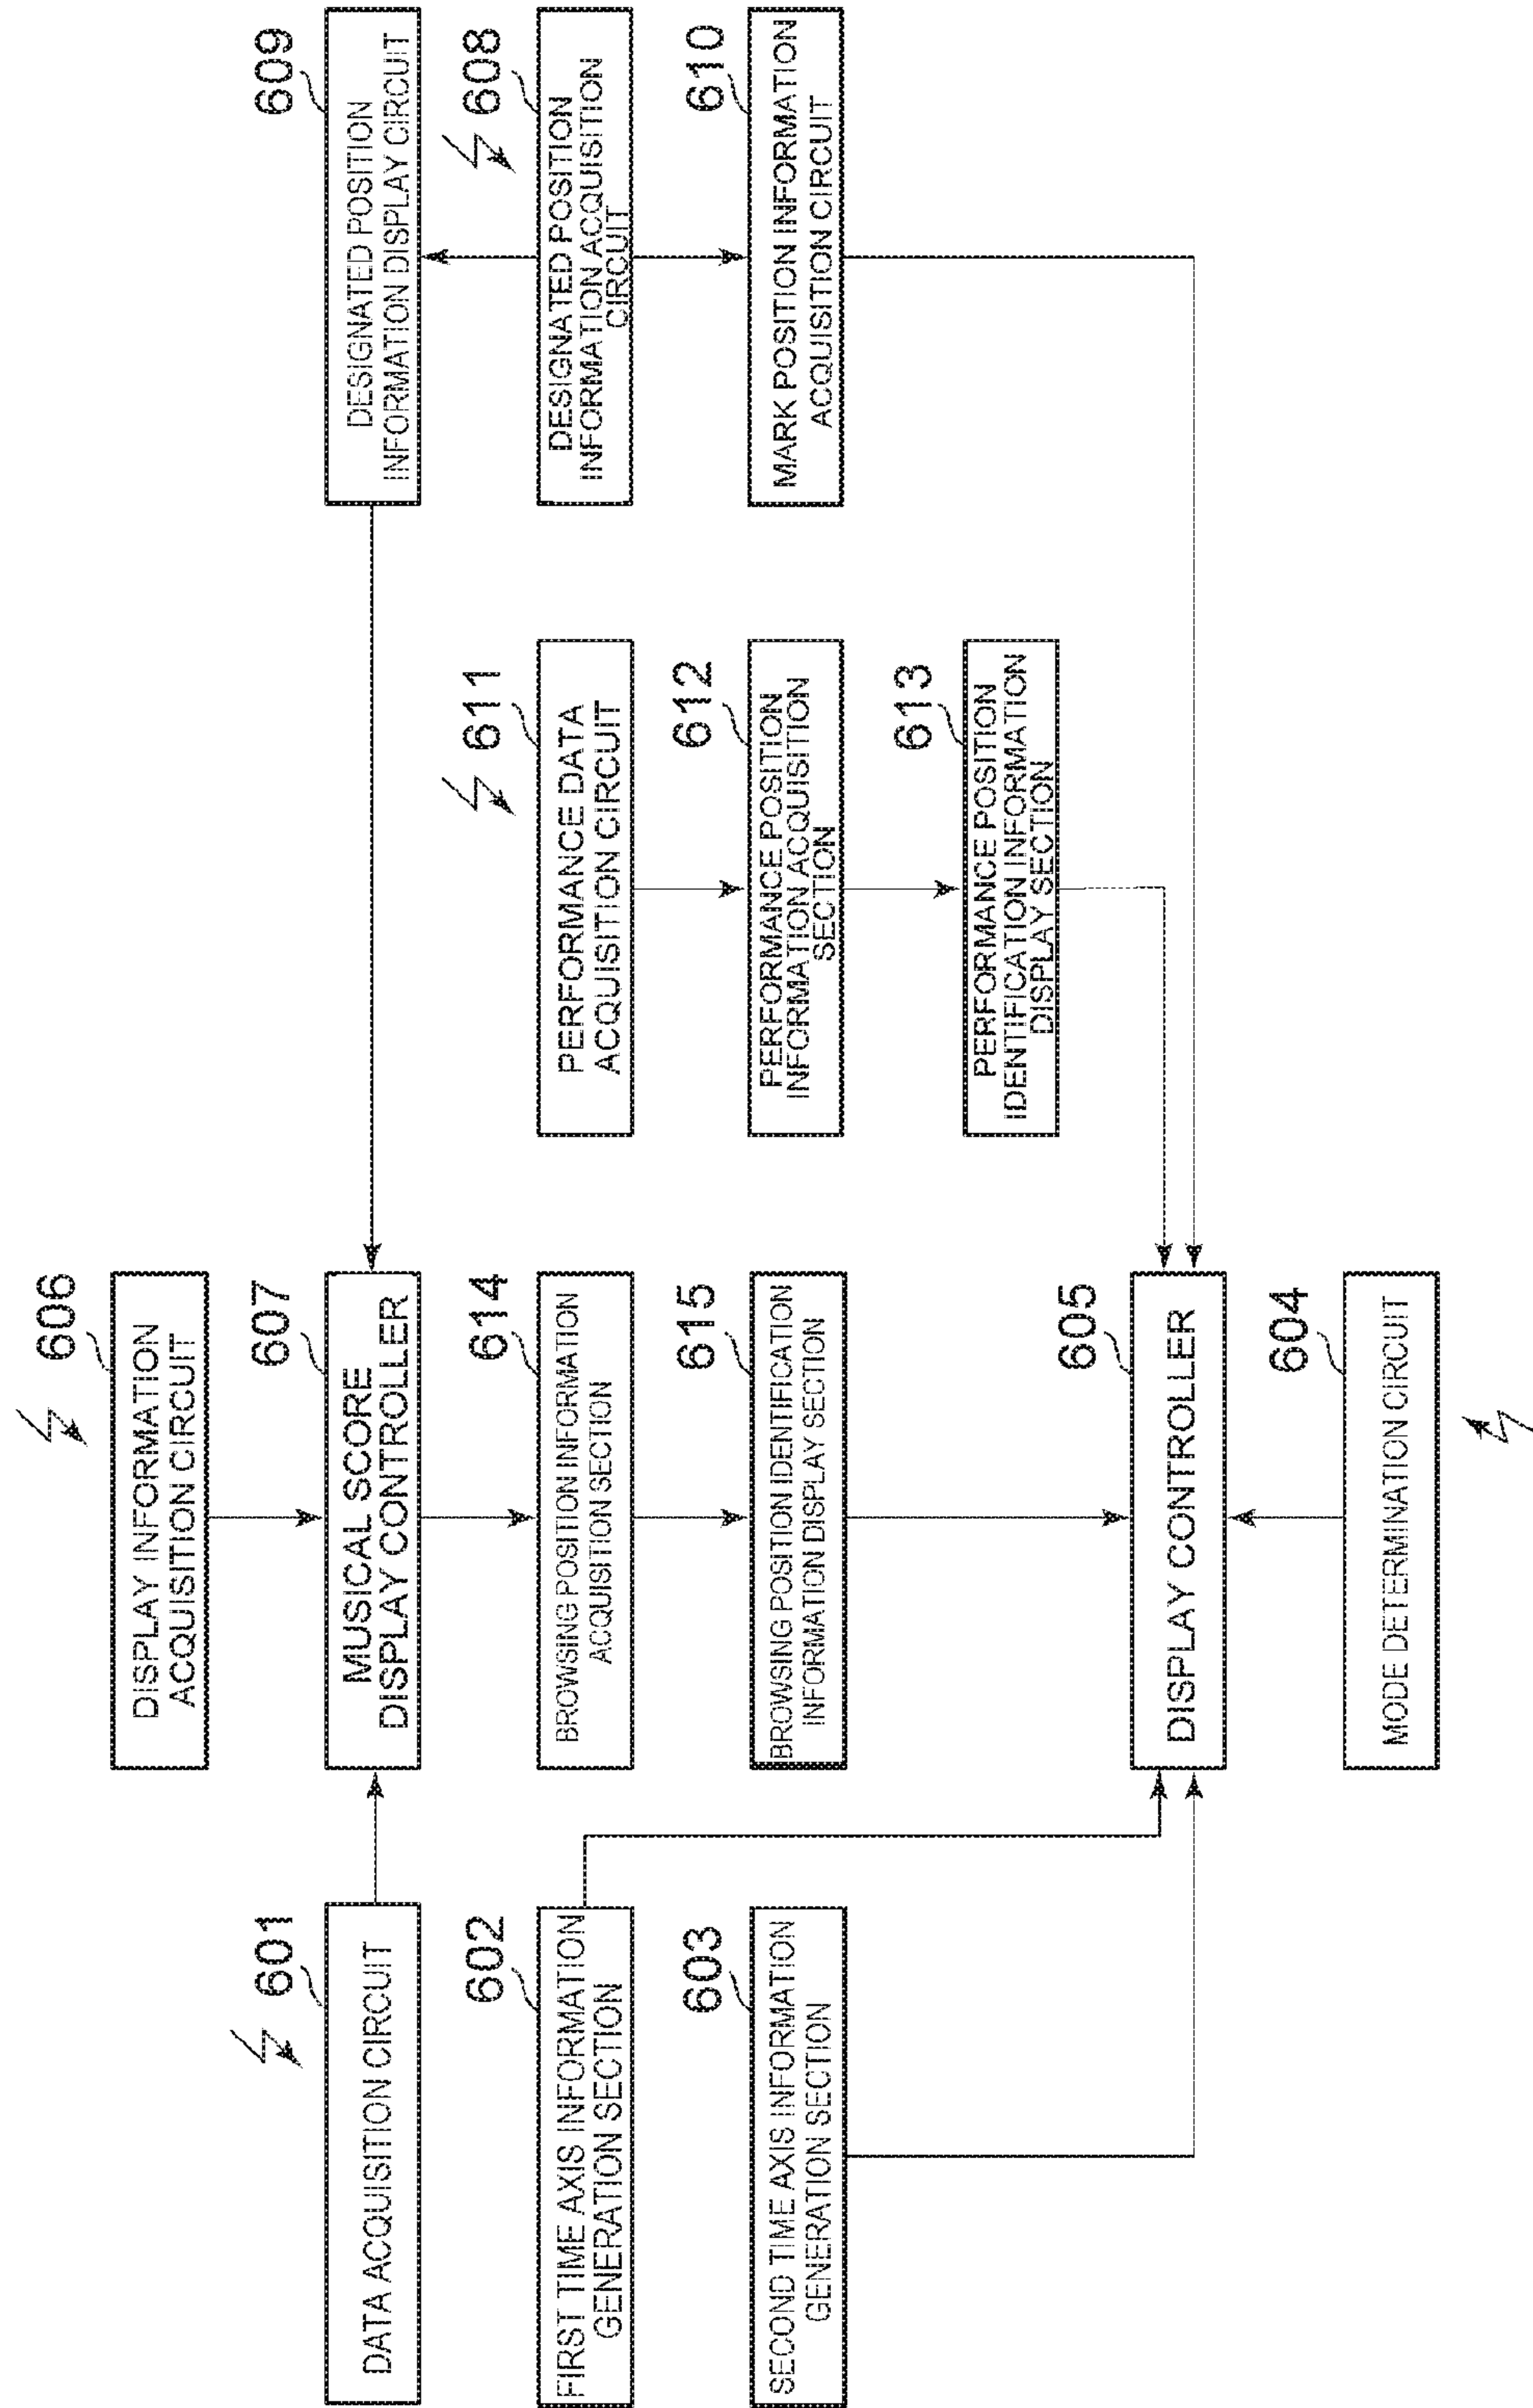 606
DISPLAY INFORMATION
ACQUISITION CIRCUIT
601
DATA ACQUISITION CIRCUIT
607
MUSICAL SCORE
DISPLAY CONTROLLER
609
DESIGNATED POSITION
INFORMATION DISPLAY CIRCUIT
602
FIRST TIME AXIS INFORMATION
GENERATION SECTION
614
BROWSING POSITION INFORMATION
ACQUISITION SECTION
611
PERFORMANCE DATA
ACQUISITION CIRCUIT
608
DESIGNATED POSITION
INFORMATION ACQUISITION
CIRCUIT
603
SECOND TIME AXIS INFORMATION
GENERATION SECTION
615
BROWSING POSITION IDENTIFICATION
INFORMATION DISPLAY SECTION
612
PERFORMANCE POSITION
INFORMATION ACQUISITION
SECTION
610
MARK POSITION INFORMATION
ACQUISITION CIRCUIT
613
PERFORMANCE POSITION
IDENTIFICATION INFORMATION
DISPLAY SECTION
605
DISPLAY CONTROLLER
604
MODE DETERMINATION CIRCUIT